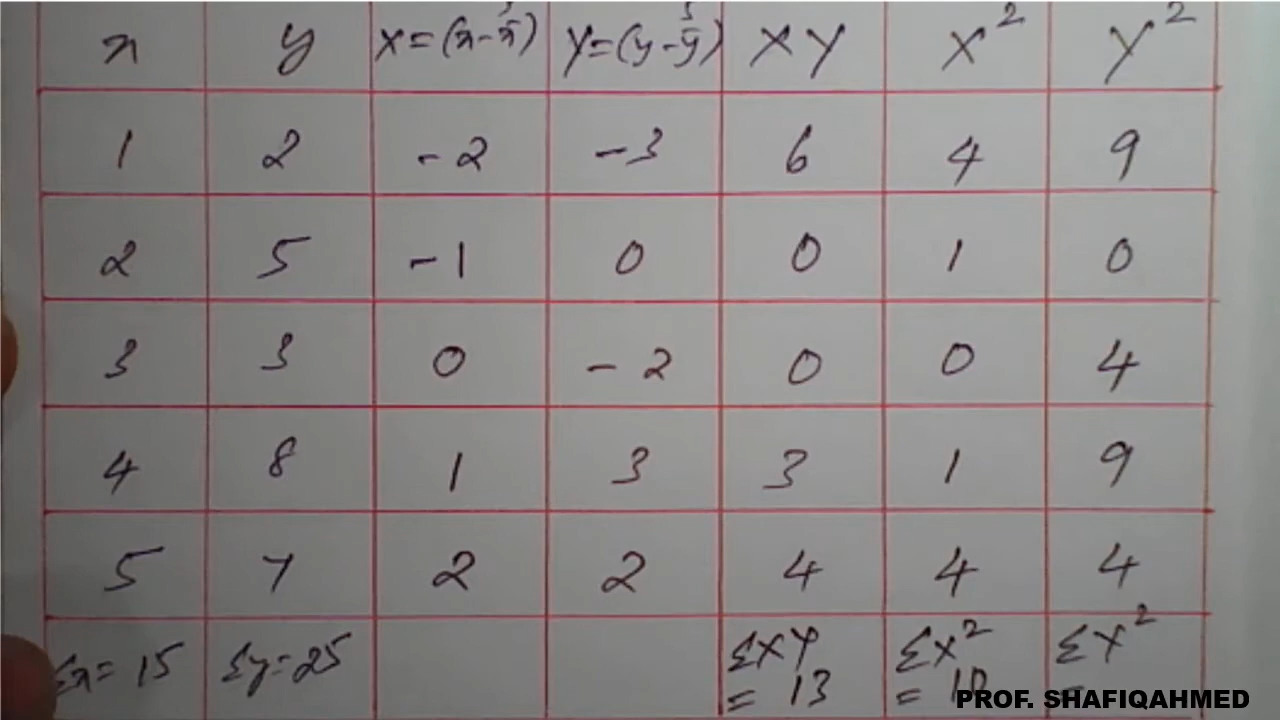 x y X=(x-x̄) Y=(y-ȳ) XY X² Y²
1 2 -2 -3 6 4 9
2 5 -1 0 0 1 0
3 3 0 -2 0 0 4
4 8 1 3 3 1 9
5 7 2 2 4 4 4
Σx=15 Σy=25 ΣXY ΣX² ΣY²
= 13 = 10 =
PROF. SHAFIQAHMED